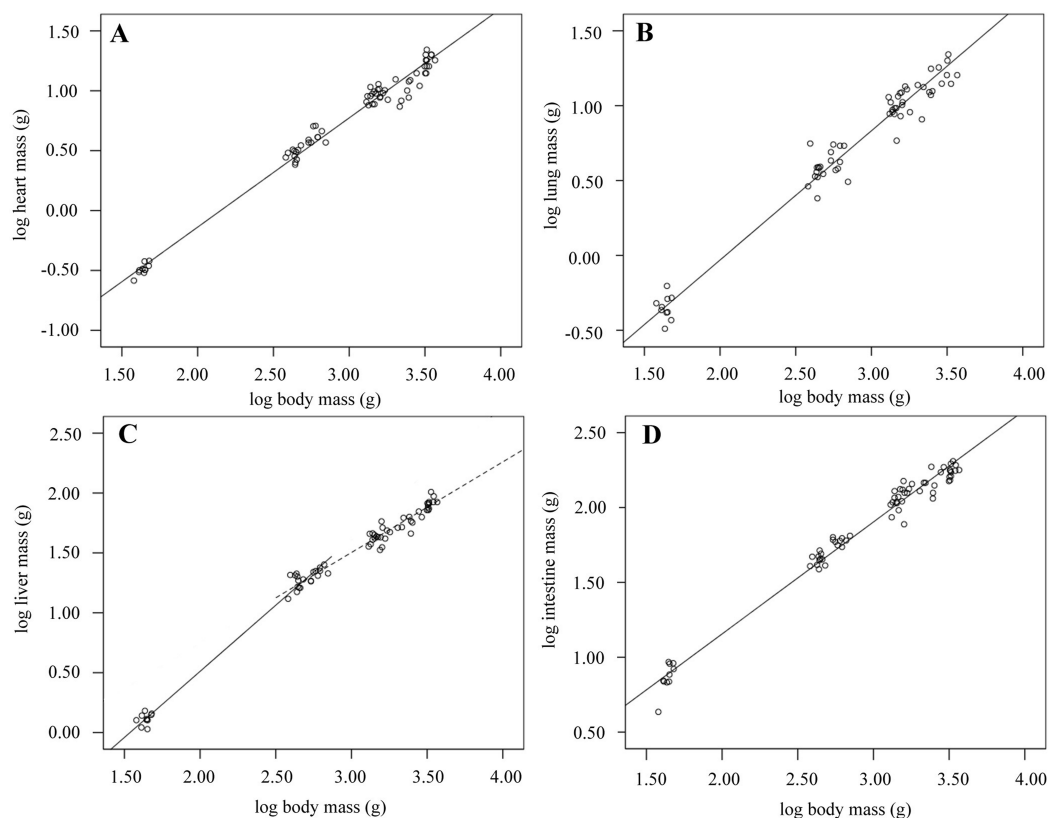 A
log heart mass (g)
1.50
1.00
0.50
0.00
-0.50
-1.00
1.50 2.00 2.50 3.00 3.50 4.00
log body mass (g)
B
log lung mass (g)
1.50
1.00
0.50
0.00
-0.50
1.50 2.00 2.50 3.00 3.50 4.00
log body mass (g)
C
log liver mass (g)
2.50
2.00
1.50
1.00
0.50
0.00
1.50 2.00 2.50 3.00 3.50 4.00
log body mass (g)
D
log intestine mass (g)
2.50
2.00
1.50
1.00
0.50
1.50 2.00 2.50 3.00 3.50 4.00
log body mass (g)